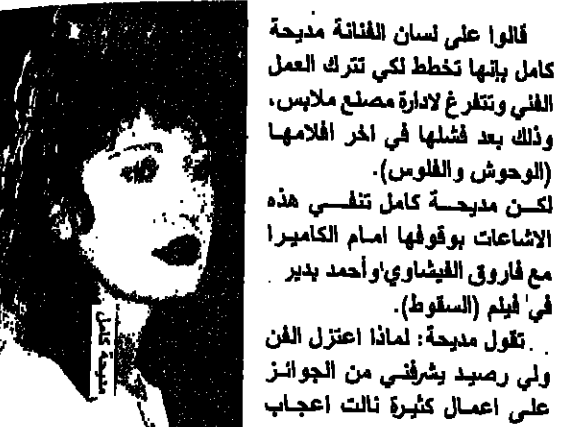 قالوا على لسان الفنانة مديحة
كامل بإنها تخطط لكي تترك العمل
الفني وتتفرغ لادارة مصنع ملابس،
وذلك بعد فشلها في اخر افلامها
(الوحوش والفلوس).
لكن مديحة كامل تنفي هذه
الاشاعات بوقوفها امام الكاميرا
مع فاروق الفيشاوي وأحمد بدير
في فيلم (السقوط).
تقول مديحة: لماذا اعتزل الفن
ولي رصيد يشرفني من الجوائز
على اعمال كثيرة نالت اعجاب
مديحة كامل